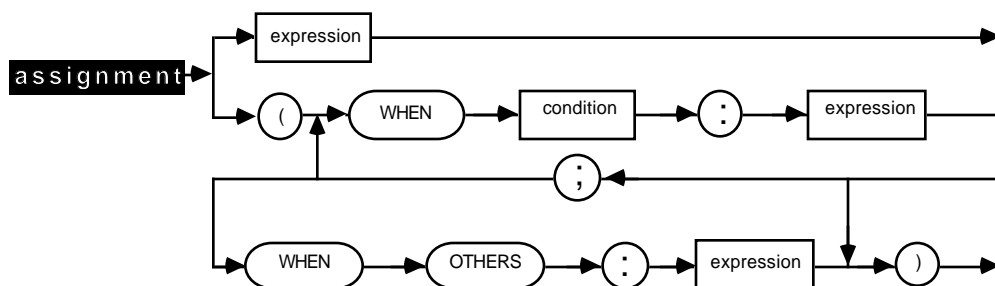 expression
assignment
( WHEN condition : expression
;
WHEN OTHERS : expression )